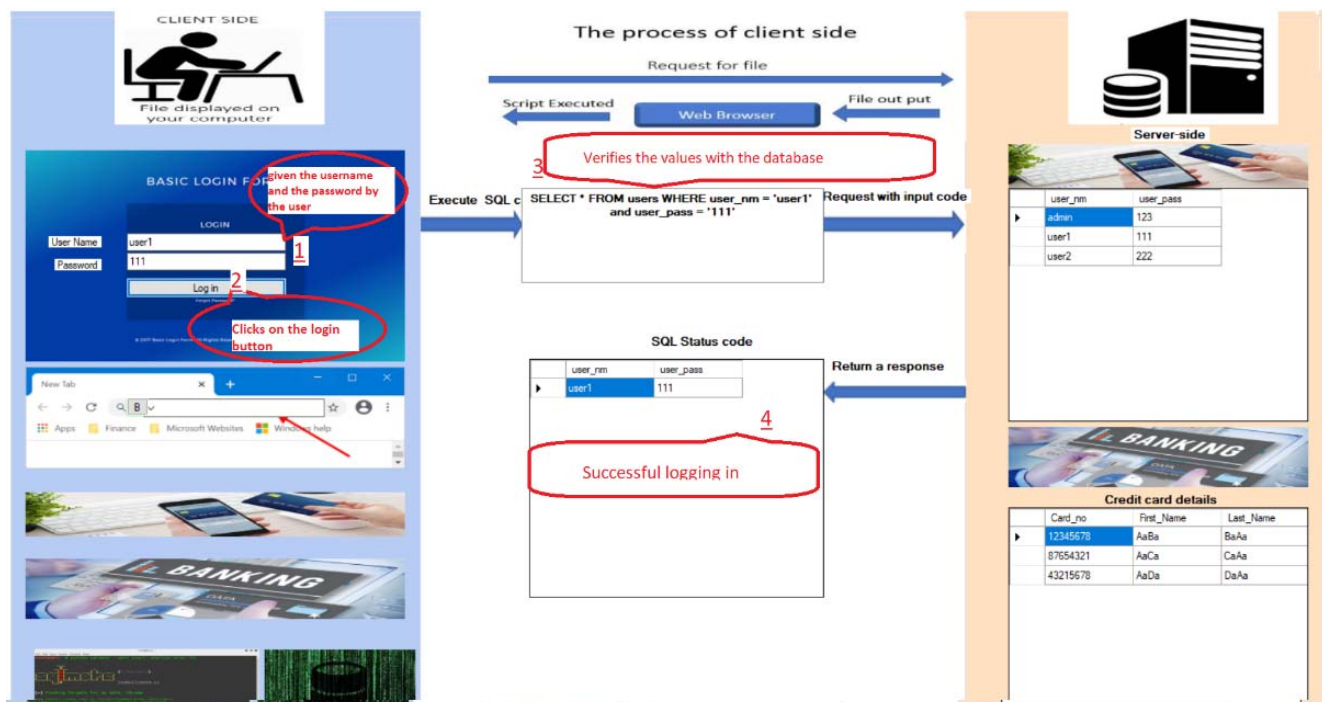 CLIENT SIDE
File displayed on
your computer
BASIC LOGIN FOR
given the username
and the password by
the user
LOGIN
User Name
user1
1
Password
111
2
Log in
Forgot Password?
Clicks on the login
button
New Tab
B
Apps
Finance
Microsoft Websites
Windows help
BANKING
DATA
The process of client side
Request for file
Script Executed
Web Browser
File out put
3
Verifies the values with the database
Execute SQL c
SELECT * FROM users WHERE user_nm = 'user1'
and user_pass = '111'
Request with input code
SQL Status code
user_nm user_pass
user1 111
Return a response
4
Successful logging in
Server-side
user_nm user_pass
admin 123
user1 111
user2 222
BANKING
DATA
Credit card details
Card_no First_Name Last_Name
12345678 AaBa BaAa
87654321 AaCa CaAa
43215678 AaDa DaAa